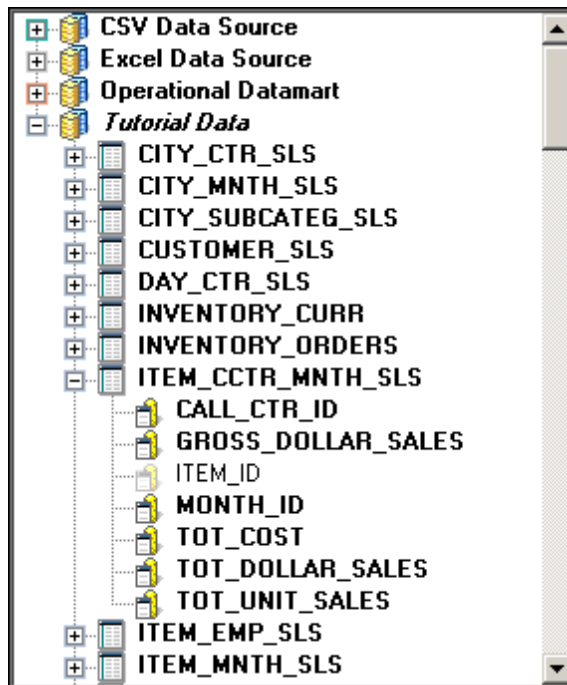 CSV Data Source
Excel Data Source
Operational Datamart
Tutorial Data
CITY_CTR_SLS
CITY_MNTH_SLS
CITY_SUBCATEG_SLS
CUSTOMER_SLS
DAY_CTR_SLS
INVENTORY_CURR
INVENTORY_ORDERS
ITEM_CCTR_MNTH_SLS
CALL_CTR_ID
GROSS_DOLLAR_SALES
ITEM_ID
MONTH_ID
TOT_COST
TOT_DOLLAR_SALES
TOT_UNIT_SALES
ITEM_EMP_SLS
ITEM_MNTH_SLS